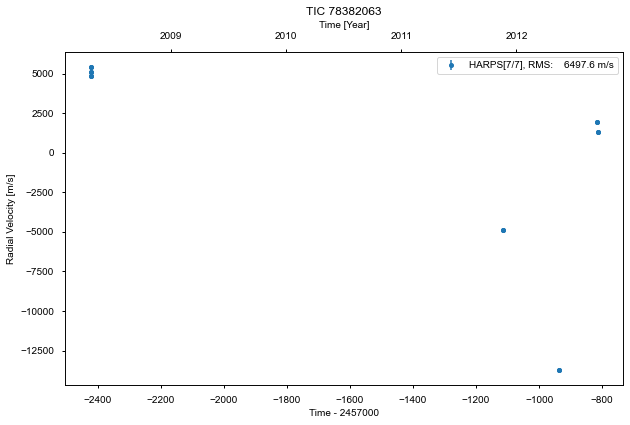 TIC 78382063
Time [Year]
2009 2010 2011 2012
HARPS[7/7], RMS: 6497.6 m/s
Radial Velocity [m/s]
5000
2500
0
−2500
−5000
−7500
−10000
−12500
−2400 −2200 −2000 −1800 −1600 −1400 −1200 −1000 −800
Time - 2457000